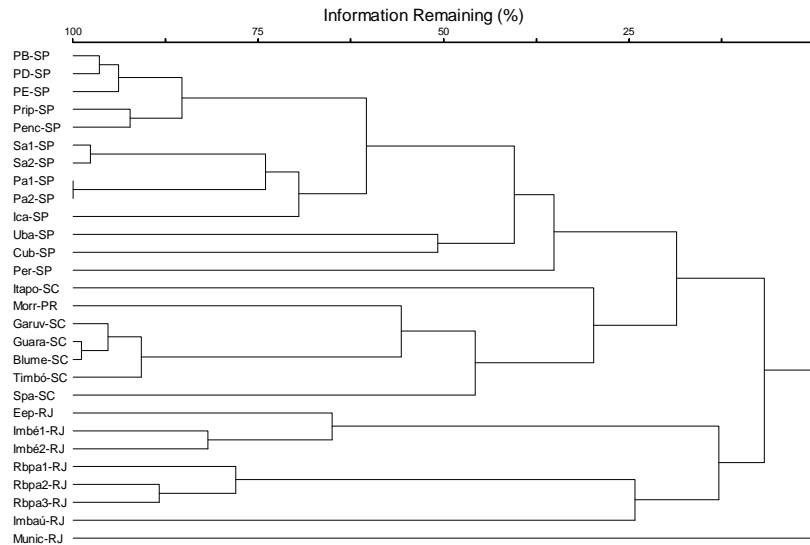 Information Remaining (%)
100 75 50 25
PB-SP
PD-SP
PE-SP
Prip-SP
Penc-SP
Sa1-SP
Sa2-SP
Pa1-SP
Pa2-SP
Ica-SP
Uba-SP
Cub-SP
Per-SP
Itapo-SC
Morr-PR
Garuv-SC
Guara-SC
Blume-SC
Timbó-SC
Spa-SC
Eep-RJ
Imbé1-RJ
Imbé2-RJ
Rbpa1-RJ
Rbpa2-RJ
Rbpa3-RJ
Imbaú-RJ
Munic-RJ